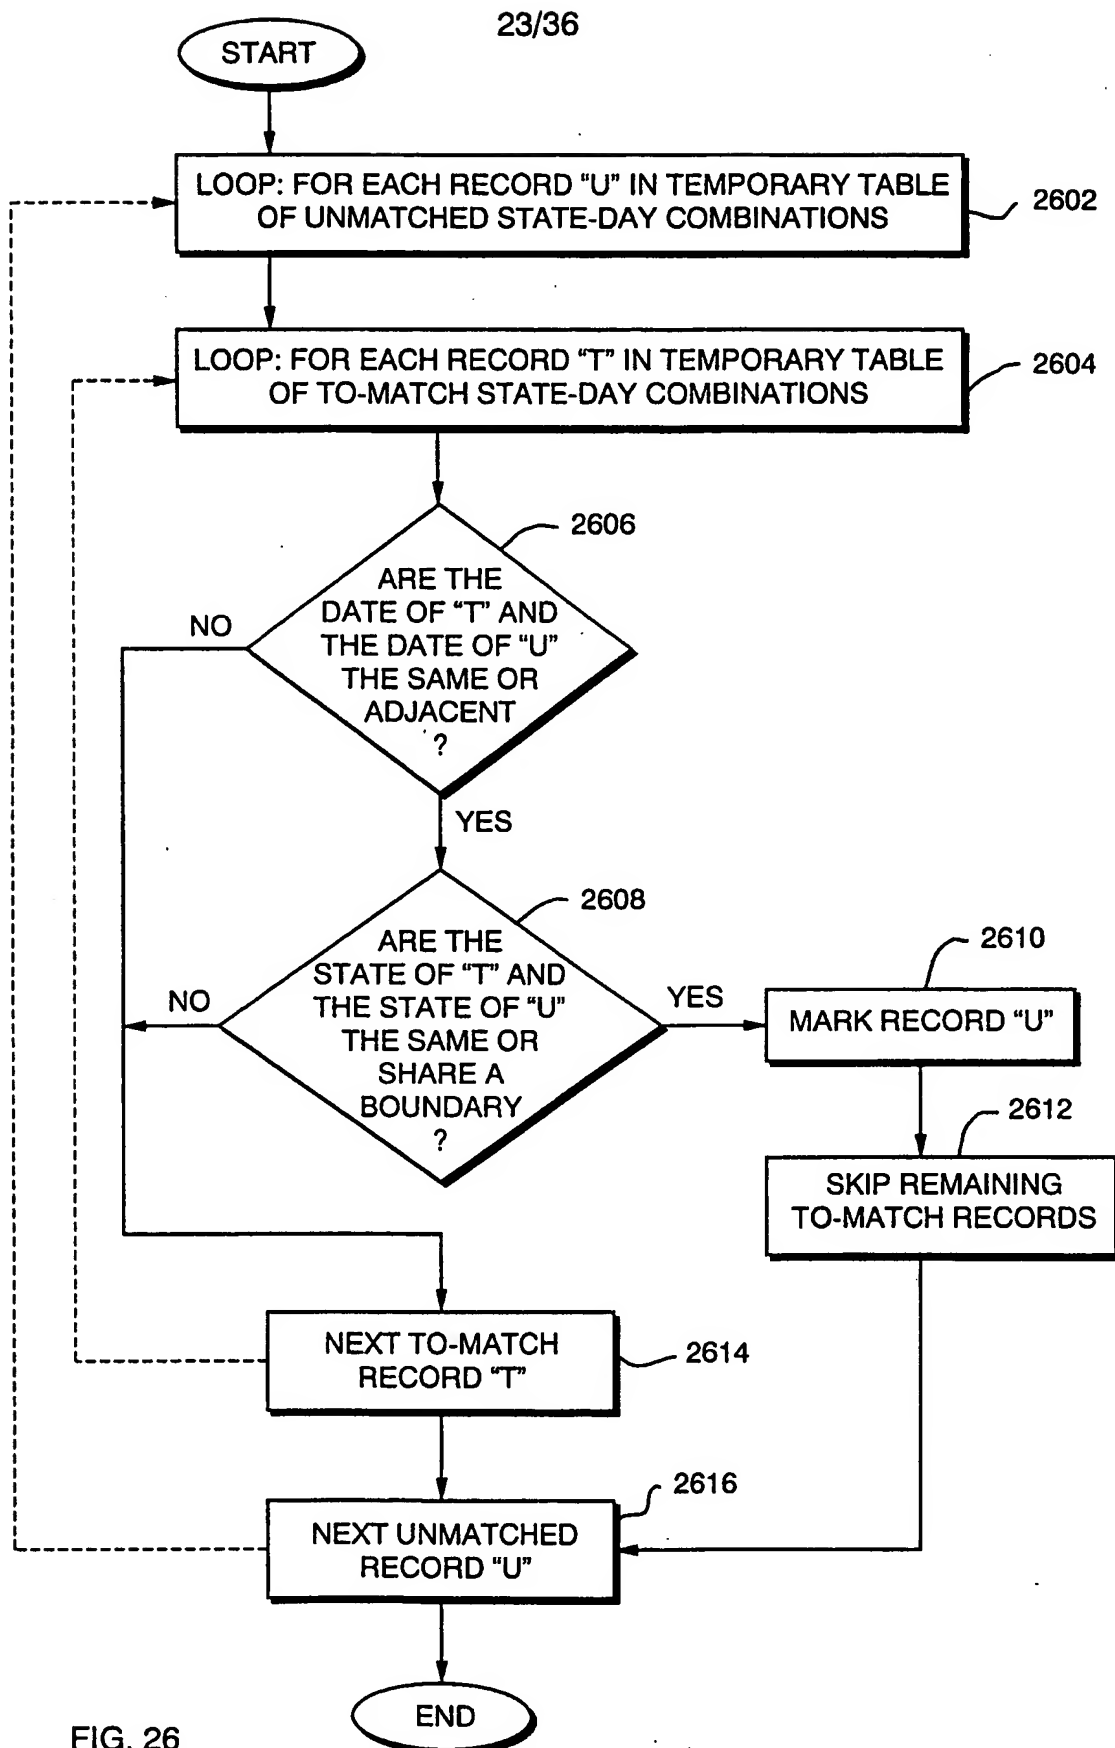 23/36
START
LOOP: FOR EACH RECORD "U" IN TEMPORARY TABLE
OF UNMATCHED STATE-DAY COMBINATIONS
2602
LOOP: FOR EACH RECORD "T" IN TEMPORARY TABLE
OF TO-MATCH STATE-DAY COMBINATIONS
2604
2606
ARE THE
DATE OF "T" AND
THE DATE OF "U"
THE SAME OR
ADJACENT
?
NO
YES
2608
ARE THE
STATE OF "T" AND
THE STATE OF "U"
THE SAME OR
SHARE A
BOUNDARY
?
NO
YES
2610
MARK RECORD "U"
2612
SKIP REMAINING
TO-MATCH RECORDS
NEXT TO-MATCH
RECORD "T"
2614
NEXT UNMATCHED
RECORD "U"
2616
END
FIG. 26